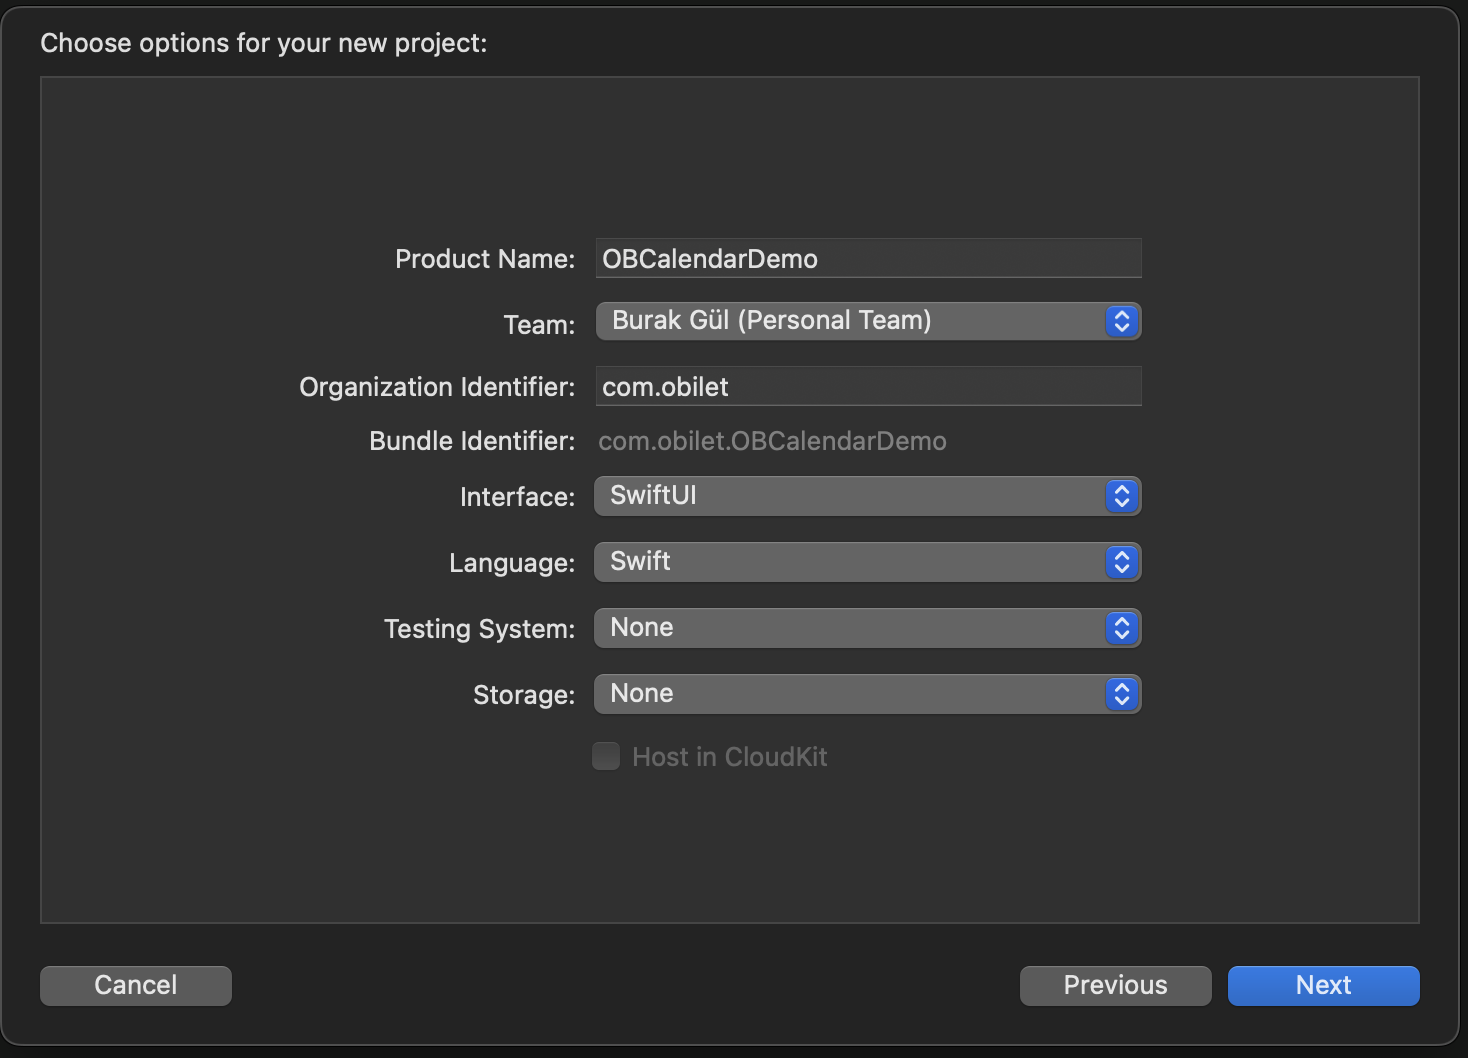 Choose options for your new project:
Product Name: OBCalendarDemo
Team: Burak Gül (Personal Team)
Organization Identifier: com.obilet
Bundle Identifier: com.obilet.OBCalendarDemo
Interface: SwiftUI
Language: Swift
Testing System: None
Storage: None
Host in CloudKit
Cancel Previous Next